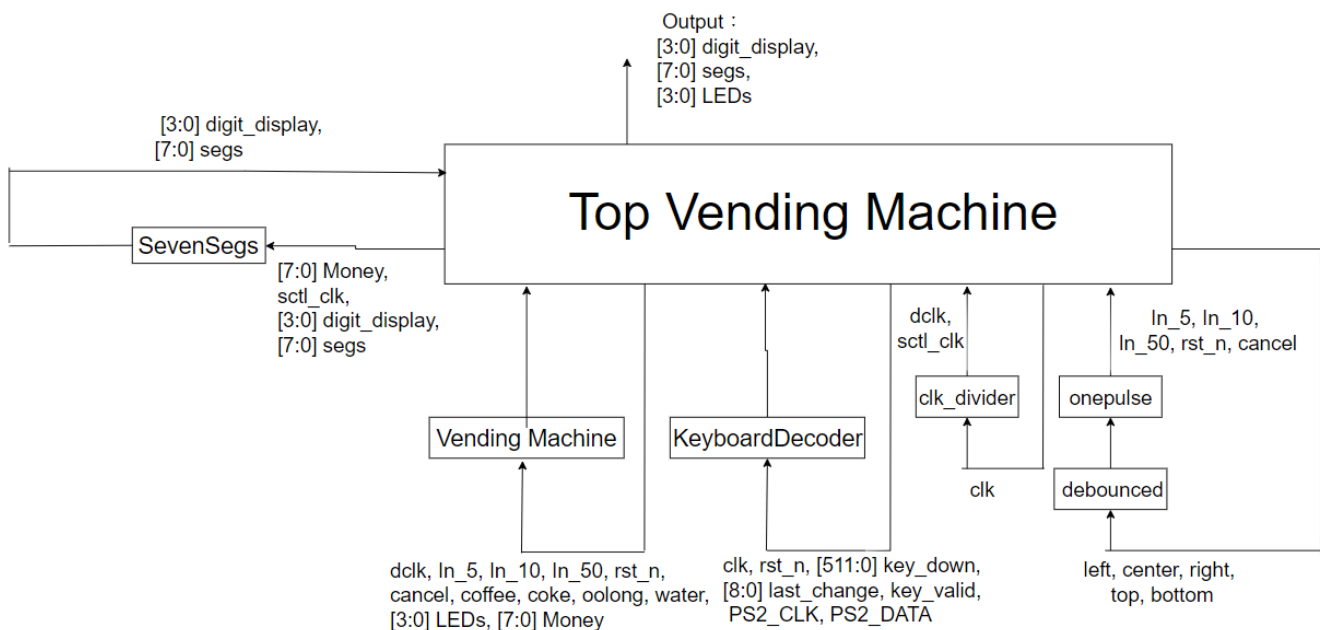 Output：
[3:0] digit_display,
[7:0] segs,
[3:0] LEDs
[3:0] digit_display,
[7:0] segs
Top Vending Machine
SevenSegs
[7:0] Money,
sctl_clk,
[3:0] digit_display,
[7:0] segs
dclk,
sctl_clk
In_5, In_10,
In_50, rst_n, cancel
clk_divider
onepulse
Vending Machine
KeyboardDecoder
clk
debounced
dclk, In_5, In_10, In_50, rst_n,
cancel, coffee, coke, oolong, water,
[3:0] LEDs, [7:0] Money
clk, rst_n, [511:0] key_down,
[8:0] last_change, key_valid,
PS2_CLK, PS2_DATA
left, center, right,
top, bottom